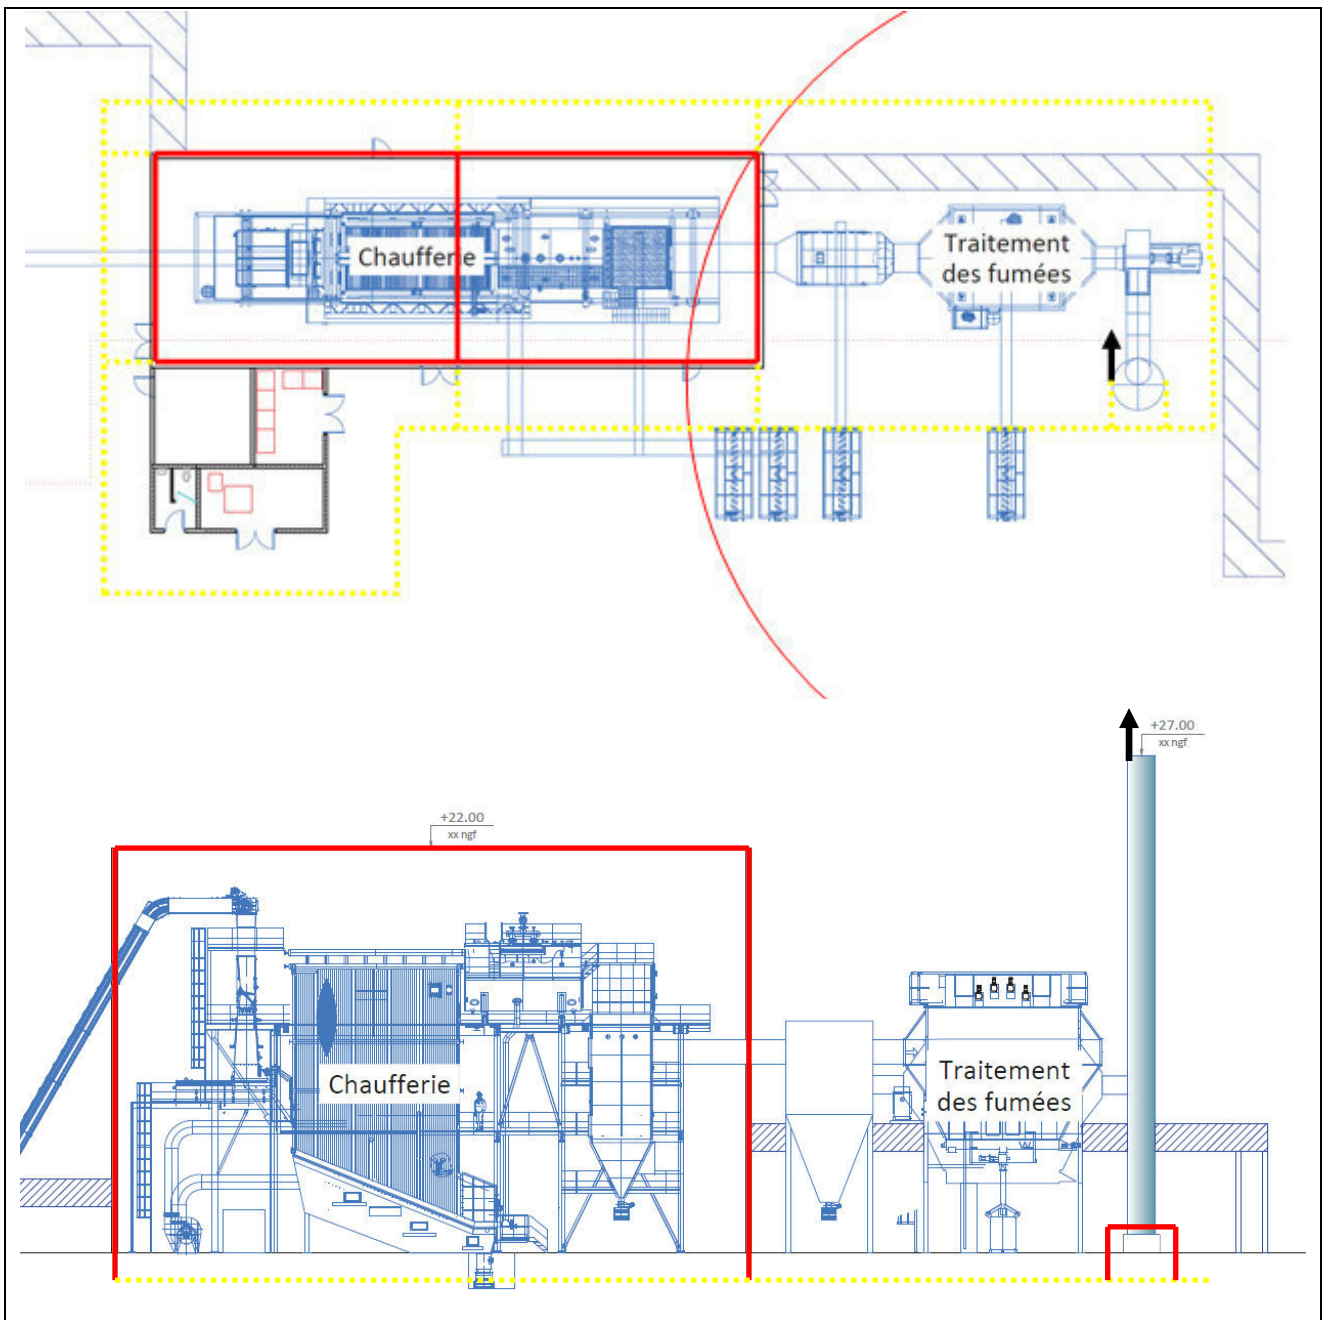 Chaufferie
Traitement
des fumées
+27.00
xx ngf
+22.00
xx ngf
Chaufferie
Traitement
des fumées